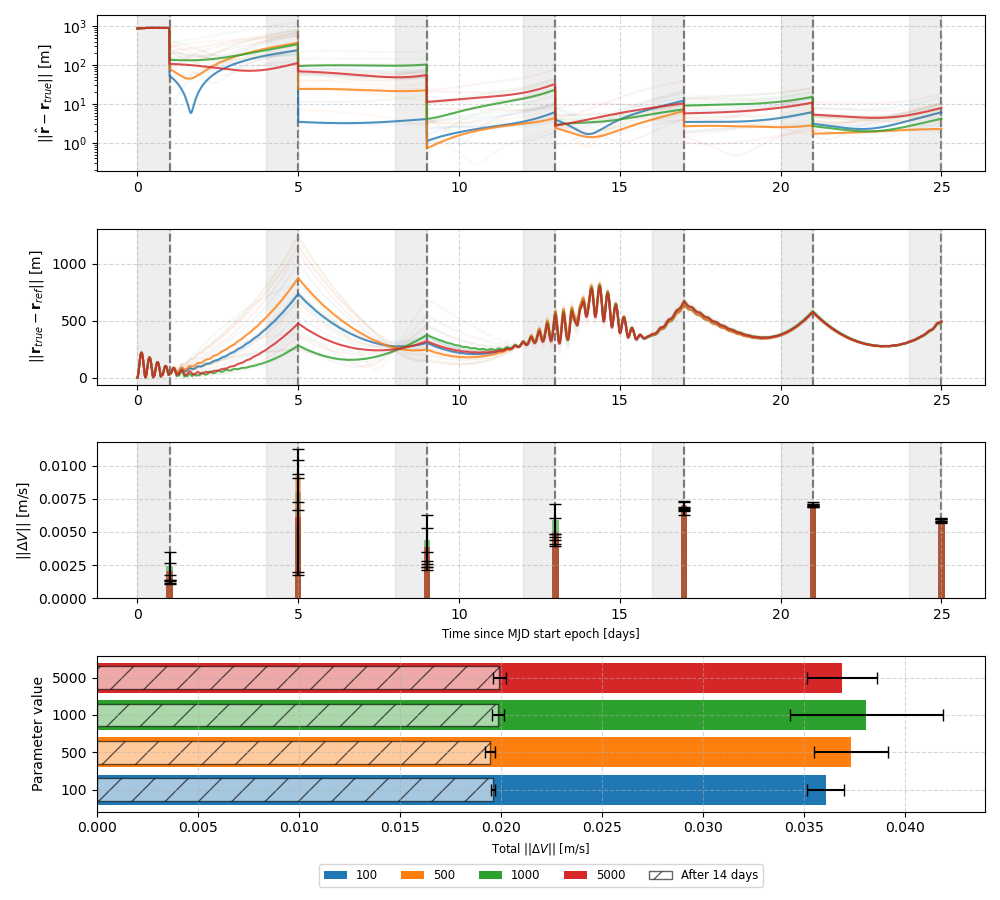 ||r̂ − r_true|| [m]
10³
10²
10¹
10⁰
0 5 10 15 20 25
||r_true − r_ref|| [m]
1000
500
0
0 5 10 15 20 25
||ΔV|| [m/s]
0.0100
0.0075
0.0050
0.0025
0.0000
0 5 10 15 20 25
Time since MJD start epoch [days]
Parameter value
5000
1000
500
100
0.000 0.005 0.010 0.015 0.020 0.025 0.030 0.035 0.040
Total ||ΔV|| [m/s]
100 500 1000 5000 After 14 days